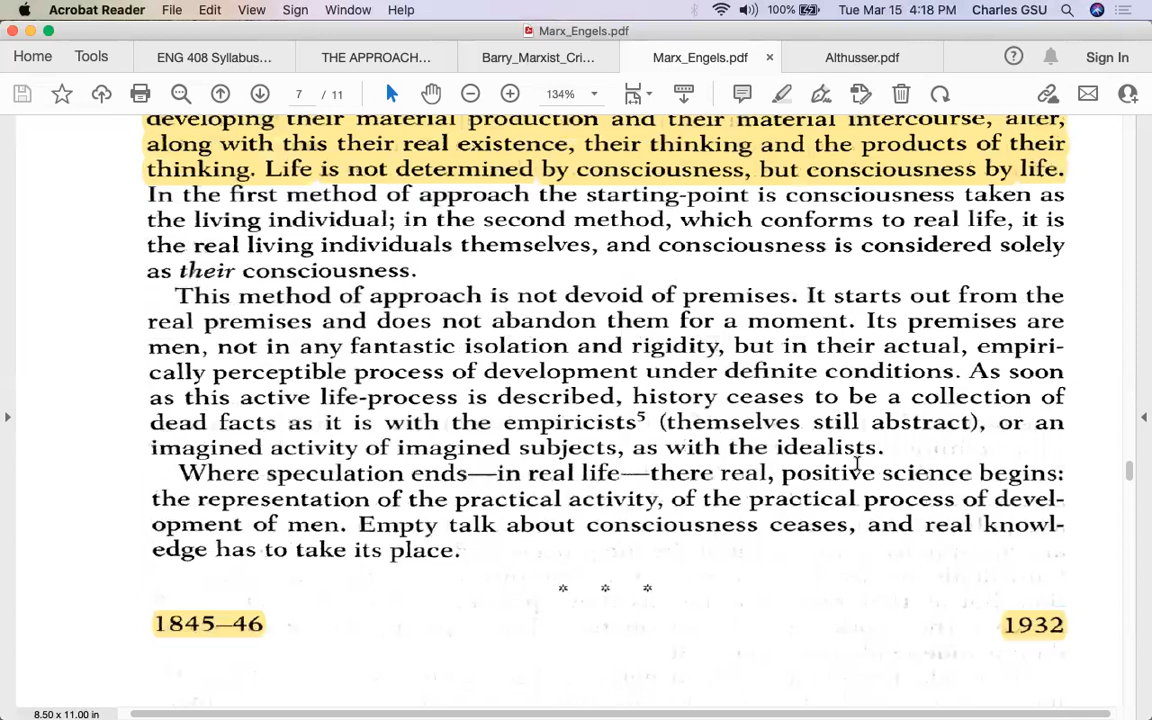 Acrobat Reader File Edit View Sign Window Help 100% Tue Mar 15 4:18 PM Charles GSU
Marx_Engels.pdf
Home Tools ENG 408 Syllabus... THE APPROACH... Barry_Marxist_Cri... Marx_Engels.pdf × Althusser.pdf Sign In
7 / 11 134%
developing their material production and their material intercourse, alter,
along with this their real existence, their thinking and the products of their
thinking. Life is not determined by consciousness, but consciousness by life.
In the first method of approach the starting-point is consciousness taken as
the living individual; in the second method, which conforms to real life, it is
the real living individuals themselves, and consciousness is considered solely
as their consciousness.
This method of approach is not devoid of premises. It starts out from the
real premises and does not abandon them for a moment. Its premises are
men, not in any fantastic isolation and rigidity, but in their actual, empiri-
cally perceptible process of development under definite conditions. As soon
as this active life-process is described, history ceases to be a collection of
dead facts as it is with the empiricists⁵ (themselves still abstract), or an
imagined activity of imagined subjects, as with the idealists.
Where speculation ends—in real life—there real, positive science begins:
the representation of the practical activity, of the practical process of devel-
opment of men. Empty talk about consciousness ceases, and real knowl-
edge has to take its place.
* * *
1845–46 1932
8.50 x 11.00 in